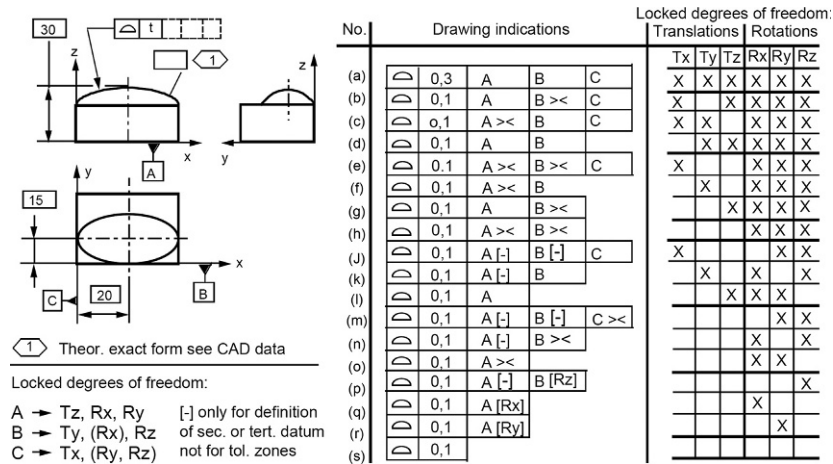 30
t
1
z
x
A
z
y
y
15
x
B
C
20
1 Theor. exact form see CAD data
Locked degrees of freedom:
A → Tz, Rx, Ry [-] only for definition
B → Ty, (Rx), Rz of sec. or tert. datum
C → Tx, (Ry, Rz) not for tol. zones
Locked degrees of freedom:
No. Drawing indications Translations Rotations
Tx Ty Tz Rx Ry Rz
(a) ⌓ 0,3 A B C X X X X X X
(b) ⌓ 0,1 A B >< C X X X X X
(c) ⌓ o,1 A >< B C X X X X X
(d) ⌓ 0,1 A B X X X X X
(e) ⌓ 0.1 A >< B >< C X X X X
(f) ⌓ 0,1 A >< B X X X X
(g) ⌓ 0,1 A B >< X X X X
(h) ⌓ 0,1 A >< B >< X X X
(J) ⌓ 0,1 A [-] B [-] C X X X
(k) ⌓ 0,1 A [-] B X X X
(l) ⌓ 0,1 A X X X
(m) ⌓ 0,1 A [-] B [-] C >< X X
(n) ⌓ 0,1 A [-] B >< X X
(o) ⌓ 0,1 A >< X X
(p) ⌓ 0,1 A [-] B [Rz] X
(q) ⌓ 0,1 A [Rx] X
(r) ⌓ 0,1 A [Ry] X
(s) ⌓ 0,1